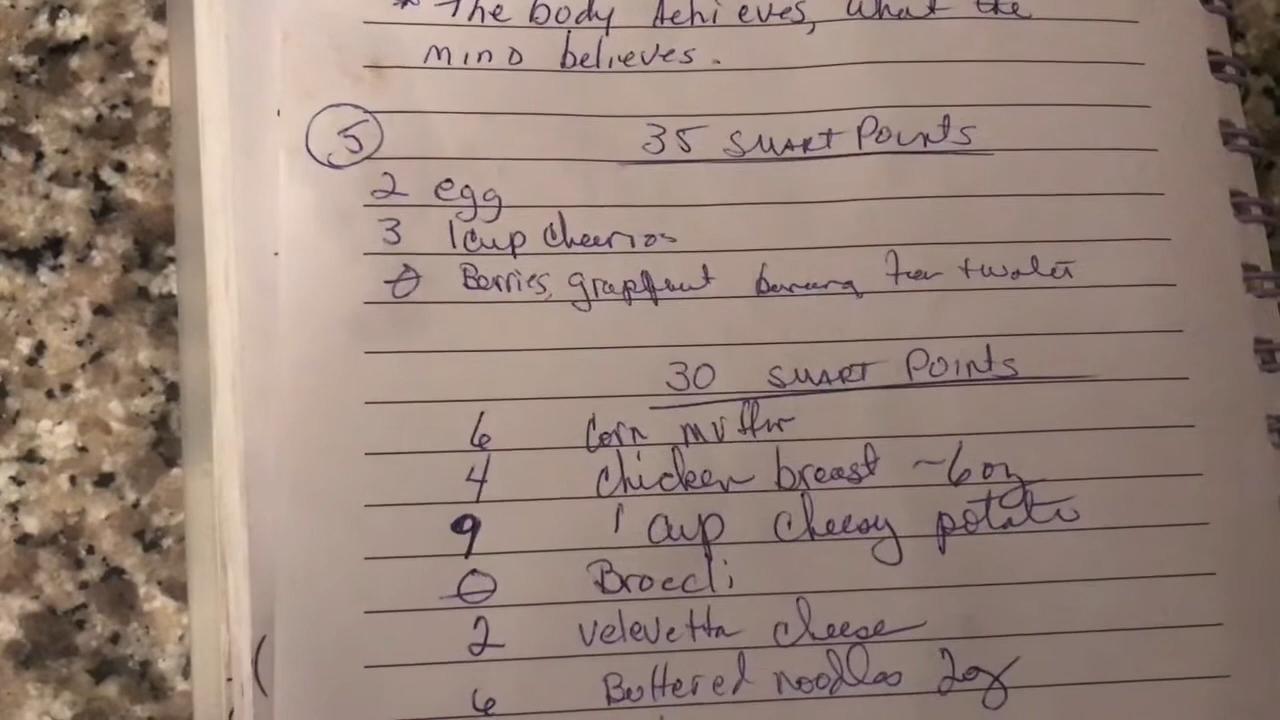 * The body Achieves, what the
mind believes.
5 35 Smart Points
2 egg
3 1 cup cheerios
0 Berries, grapefruit banana, tea + water
30 Smart Points
6 Corn muffin
4 chicken breast ~6oz
9 1 cup cheesy potato
0 Broccli
2 velevetta cheese
6 Buttered noodles 2oz